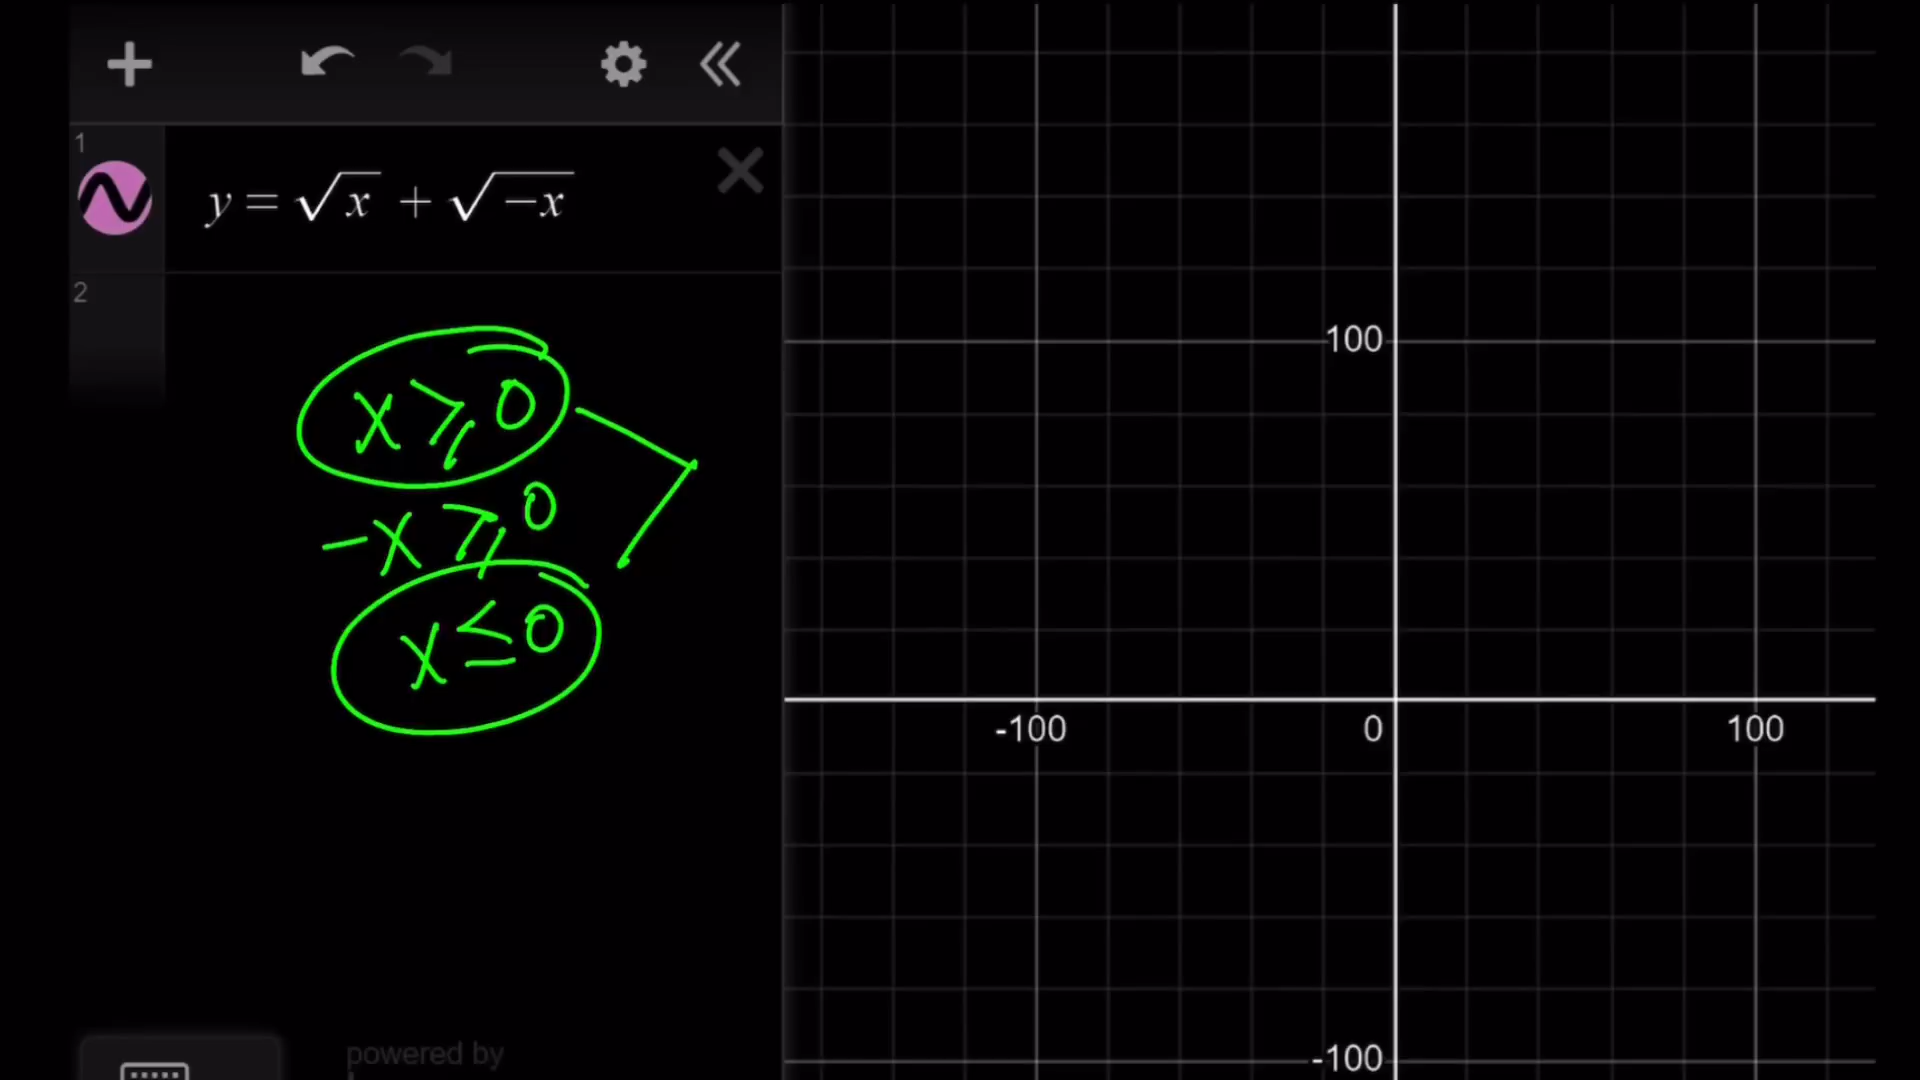 1
y = √x + √−x
2
x ⩾ 0
−x ⩾ 0
x ≤ 0
100
-100 0 100
-100
powered by